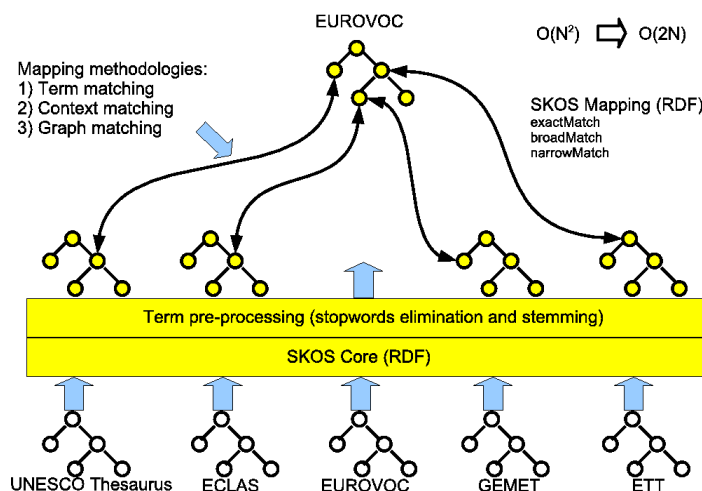 EUROVOC
O(N²) O(2N)
Mapping methodologies:
1) Term matching
2) Context matching
3) Graph matching
SKOS Mapping (RDF)
exactMatch
broadMatch
narrowMatch
Term pre-processing (stopwords elimination and stemming)
SKOS Core (RDF)
UNESCO Thesaurus ECLAS EUROVOC GEMET ETT